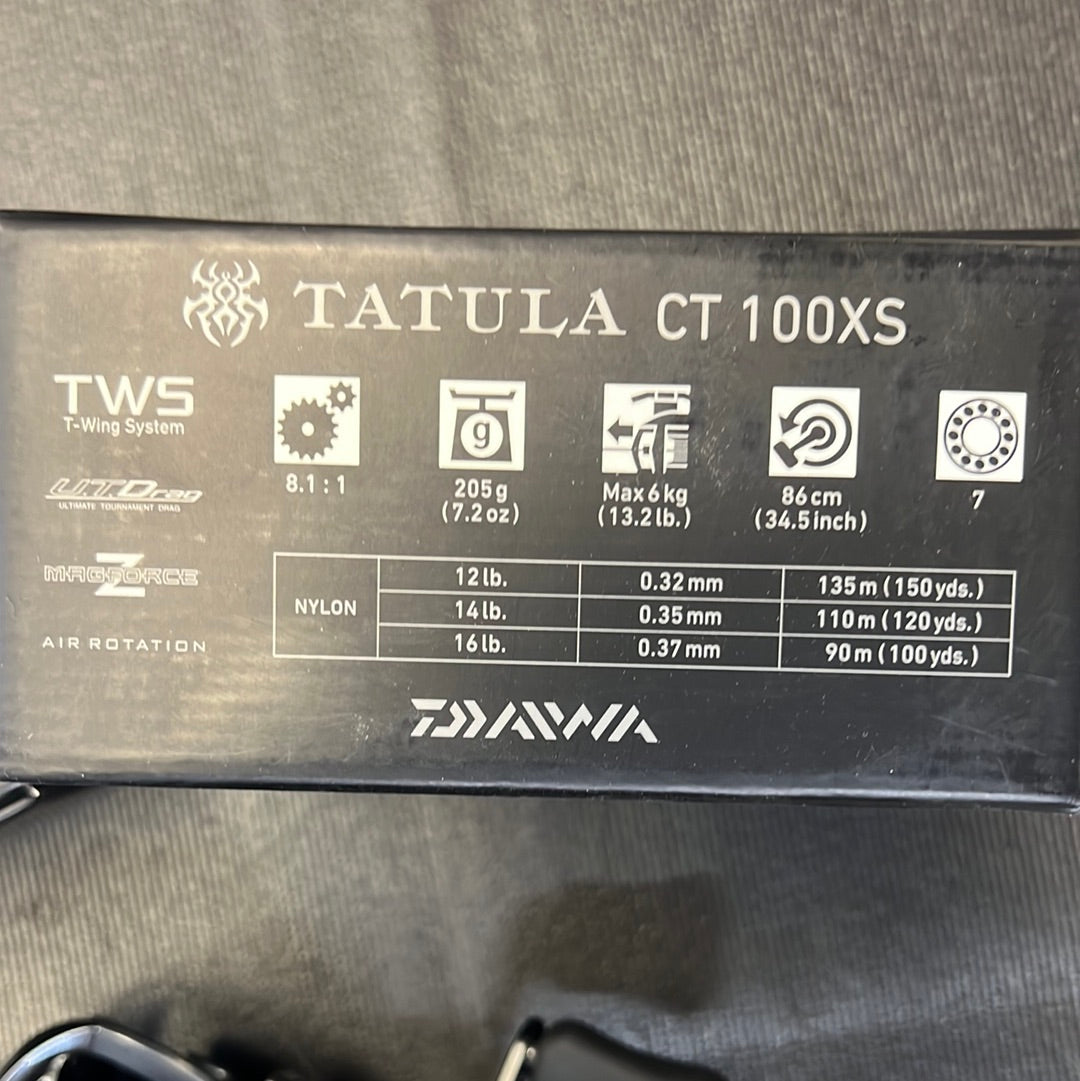 TATULA CT 100XS
TWS
T-Wing System
U.T.Drag
ULTIMATE TOURNAMENT DRAG
MAGFORCE Z
AIR ROTATION
8.1 : 1
g
205g
(7.2oz)
Max 6kg
(13.2lb.)
86cm
(34.5inch)
7
NYLON
12lb. 0.32mm 135m (150yds.)
14lb. 0.35mm 110m (120yds.)
16lb. 0.37mm 90m (100yds.)
DAIWA